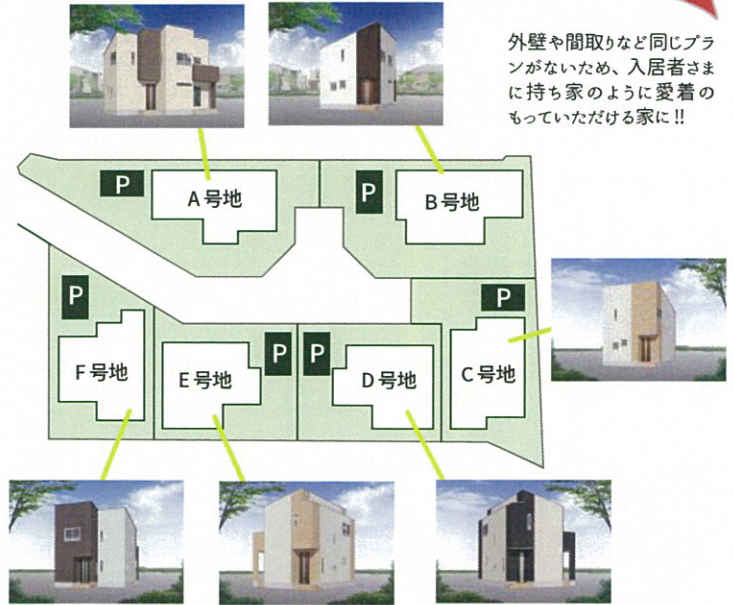 外壁や間取りなど同じプラ
ンがないため、入居者さま
に持ち家のように愛着の
もっていただける家に!!
P
A号地
P
B号地
P
P
C号地
F号地
E号地
P
P
D号地